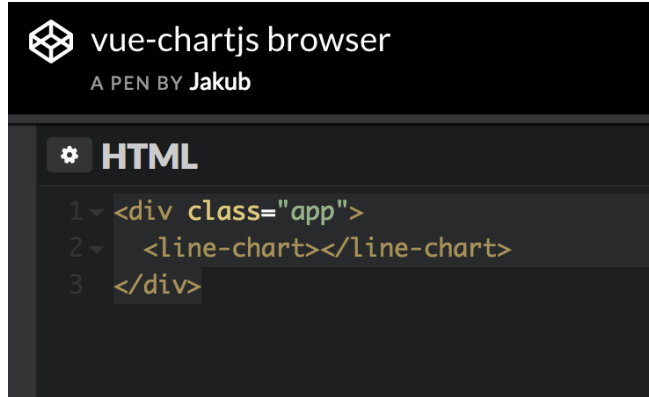 vue-chartjs browser
A PEN BY Jakub
HTML
1 <div class="app">
2 <line-chart></line-chart>
3 </div>